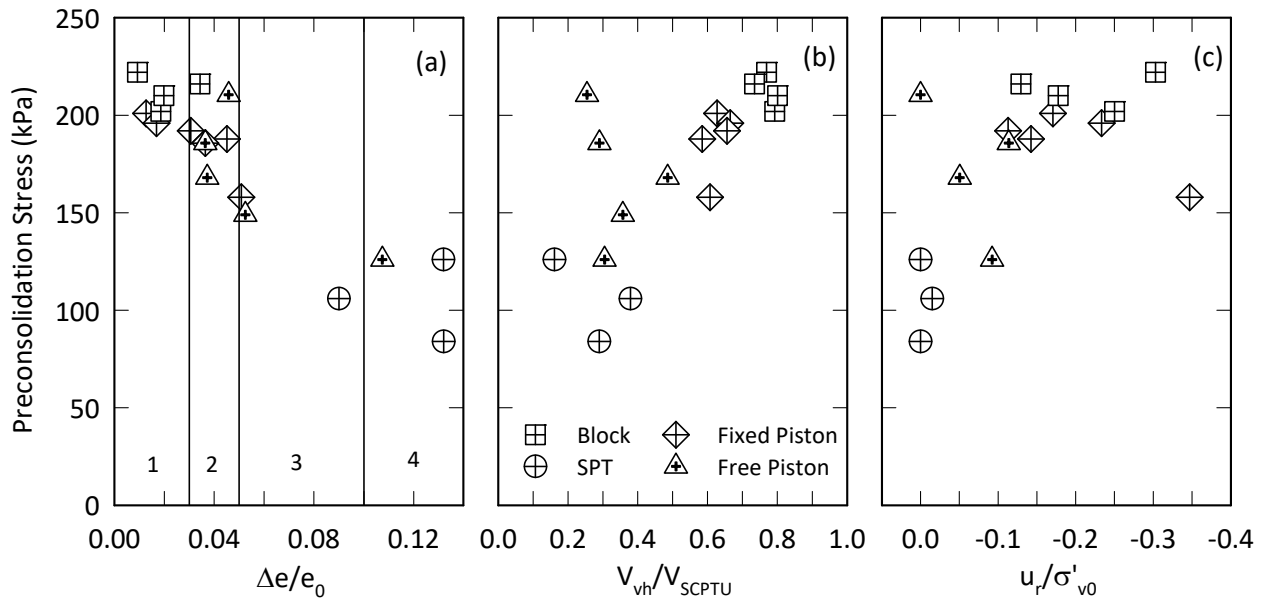 Preconsolidation Stress (kPa)
250
200
150
100
50
0
(a)
1 2 3 4
0.00 0.04 0.08 0.12
Δe/e0
(b)
Block
Fixed Piston
SPT
Free Piston
0.0 0.2 0.4 0.6 0.8 1.0
Vvh/VSCPTU
(c)
0.0 -0.1 -0.2 -0.3 -0.4
ur/σ'v0